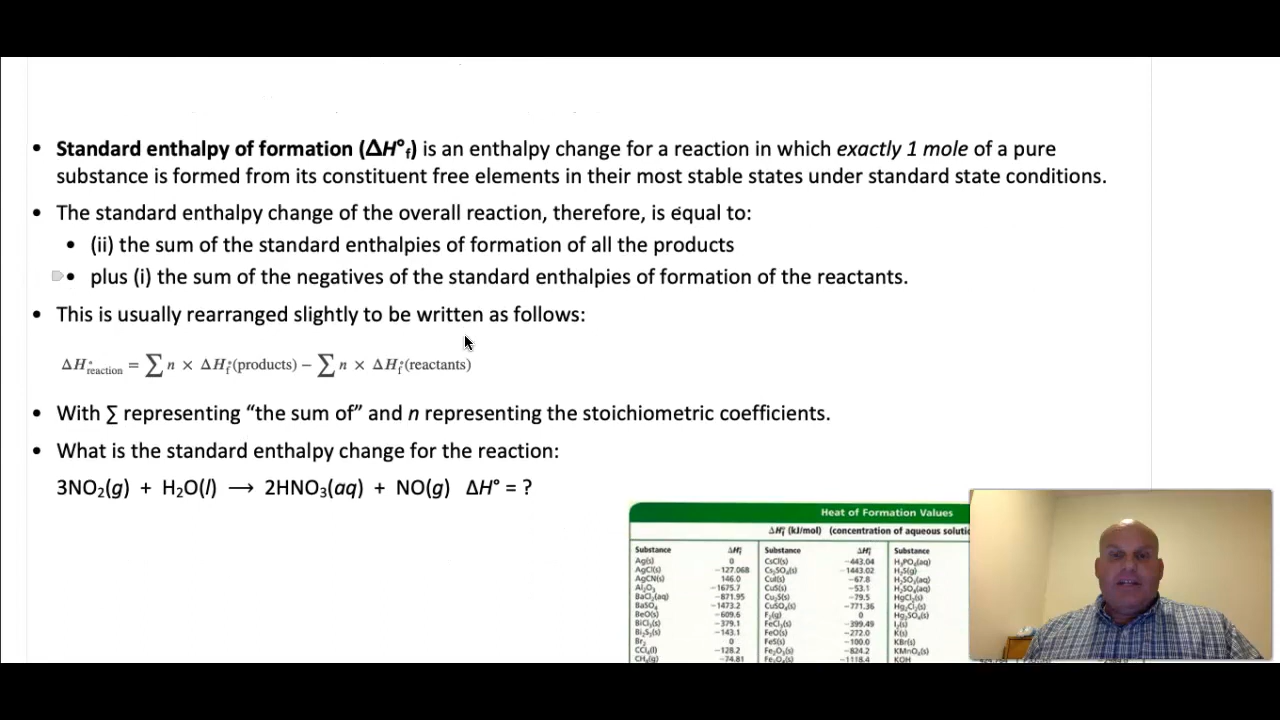 • Standard enthalpy of formation (ΔH°f) is an enthalpy change for a reaction in which exactly 1 mole of a pure
substance is formed from its constituent free elements in their most stable states under standard state conditions.
• The standard enthalpy change of the overall reaction, therefore, is equal to:
• (ii) the sum of the standard enthalpies of formation of all the products
• plus (i) the sum of the negatives of the standard enthalpies of formation of the reactants.
• This is usually rearranged slightly to be written as follows:
ΔH°reaction = ∑ n × ΔH°f(products) − ∑ n × ΔH°f(reactants)
• With ∑ representing “the sum of” and n representing the stoichiometric coefficients.
• What is the standard enthalpy change for the reaction:
3NO₂(g) + H₂O(l) ⟶ 2HNO₃(aq) + NO(g) ΔH° = ?
Heat of Formation Values
ΔH°f (kJ/mol) (concentration of aqueous
Substance ΔH°f Substance ΔH°f Substance
Ag(s) 0 CsCl(s) −443.04 H₃PO₄(aq)
AgCl(s) −127.068 Cs₂SO₄(s) −1443.02 H₂S(g)
AgCN(s) 146.0 CuI(s) −67.8 H₂SO₃(aq)
Al₂O₃ −1675.7 CuS(s) −53.1 H₂SO₄(aq)
BaCl₂(aq) −871.95 Cu₂S(s) −79.5 HgCl₂(s)
BaSO₄ −1473.2 CuSO₄(s) −771.36 Hg₂Cl₂(s)
BeO(s) −609.6 F₂(g) 0 Hg₂SO₄(s)
BiCl₃(s) −379.1 FeCl₃(s) −399.49 I₂(s)
Bi₂S₃(s) −143.1 FeO(s) −272.0 K(s)
Br₂ 0 FeS(s) −100.0 KBr(s)
CCl₄(l) −128.2 Fe₂O₃(s) −824.2 KMnO₄(s)
CH₄(g) −74.81 Fe₃O₄(s) −1118.4 KOH